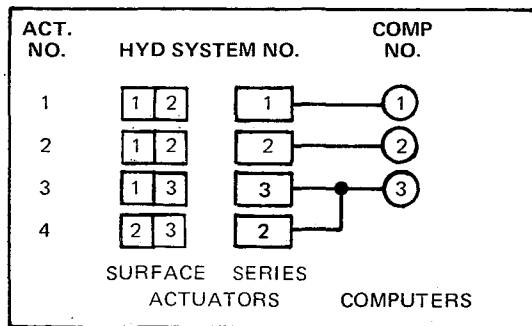 ACT. COMP
NO. HYD SYSTEM NO. NO.
1 1 2 1 1
2 1 2 2 2
3 1 3 3 3
4 2 3 2
SURFACE SERIES
ACTUATORS COMPUTERS